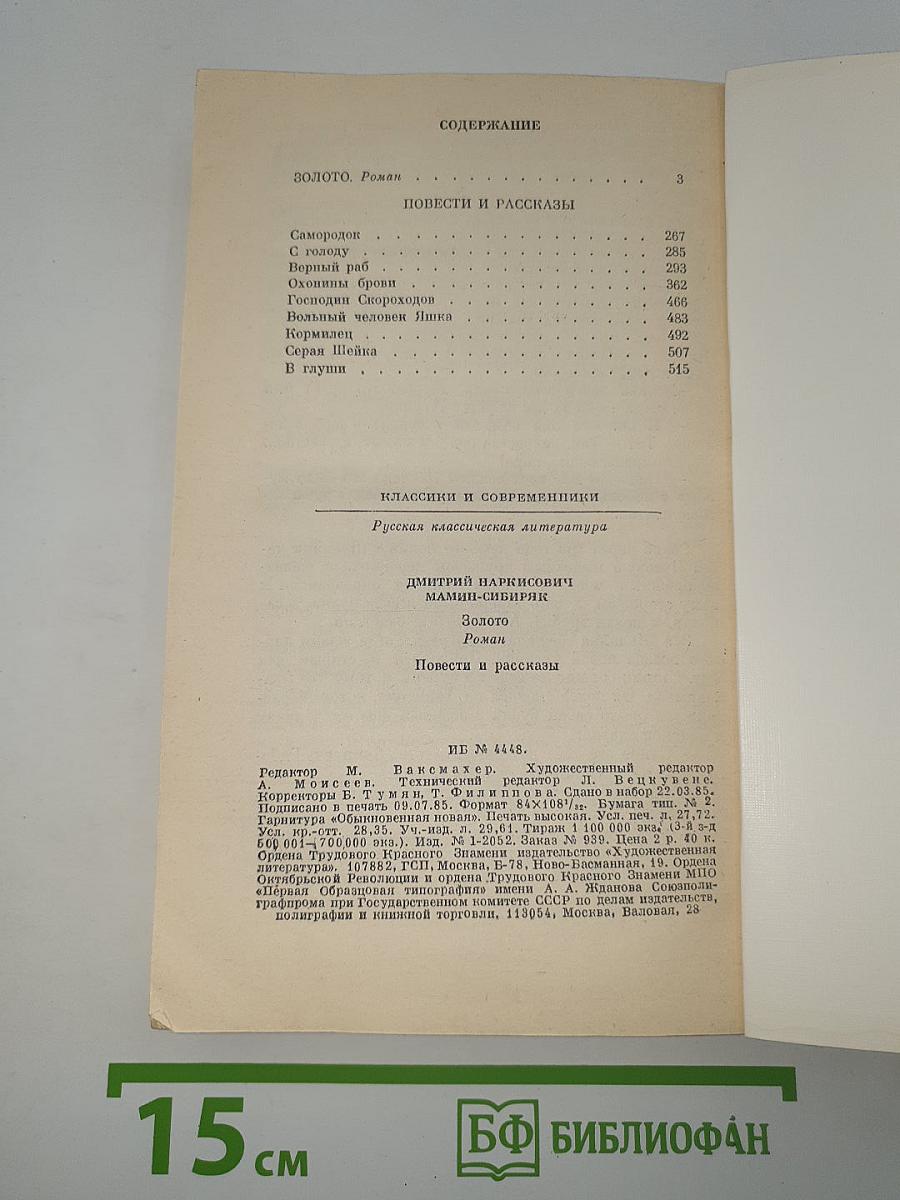 СОДЕРЖАНИЕ
ЗОЛОТО. Роман . . . . . . . . . . . . . . 3
ПОВЕСТИ И РАССКАЗЫ
Самородок . . . . . . . . . . . . . . . . 267
С голоду . . . . . . . . . . . . . . . . . 285
Верный раб . . . . . . . . . . . . . . . . 293
Охонины брови . . . . . . . . . . . . . . 362
Господин Скороходов . . . . . . . . . . . . 466
Вольный человек Яшка . . . . . . . . . . . 483
Кормилец . . . . . . . . . . . . . . . . . 492
Серая Шейка . . . . . . . . . . . . . . . 507
В глуши . . . . . . . . . . . . . . . . . 515
КЛАССИКИ И СОВРЕМЕННИКИ
Русская классическая литература
ДМИТРИЙ НАРКИСОВИЧ
МАМИН-СИБИРЯК
Золото
Роман
Повести и рассказы
ИБ № 4448.
Редактор М. Ваксмахер. Художественный редактор
А. Моисеев. Технический редактор Л. Вецкувенс.
Корректоры Б. Тумян, Т. Филиппова. Сдано в набор 22.03.85.
Подписано в печать 09.07.85. Формат 84×108¹/₃₂. Бумага тип. № 2.
Гарнитура «Обыкновенная новая». Печать высокая. Усл. печ. л. 27,72.
Усл. кр.-отт. 28,35. Уч.-изд. л. 29,61. Тираж 1 100 000 экз. (3-й з-д
500 001—700 000 экз.). Изд. № 1-2052. Заказ № 939. Цена 2 р. 40 к.
Ордена Трудового Красного Знамени издательство «Художественная
литература». 107882, ГСП, Москва, Б-78, Ново-Басманная, 19. Ордена
Октябрьской Революции и ордена Трудового Красного Знамени МПО
«Первая Образцовая типография» имени А. А. Жданова Союзполи-
графпрома при Государственном комитете СССР по делам издательств,
полиграфии и книжной торговли, 113054, Москва, Валовая, 28
15 см
БФ БИБЛИОФАН